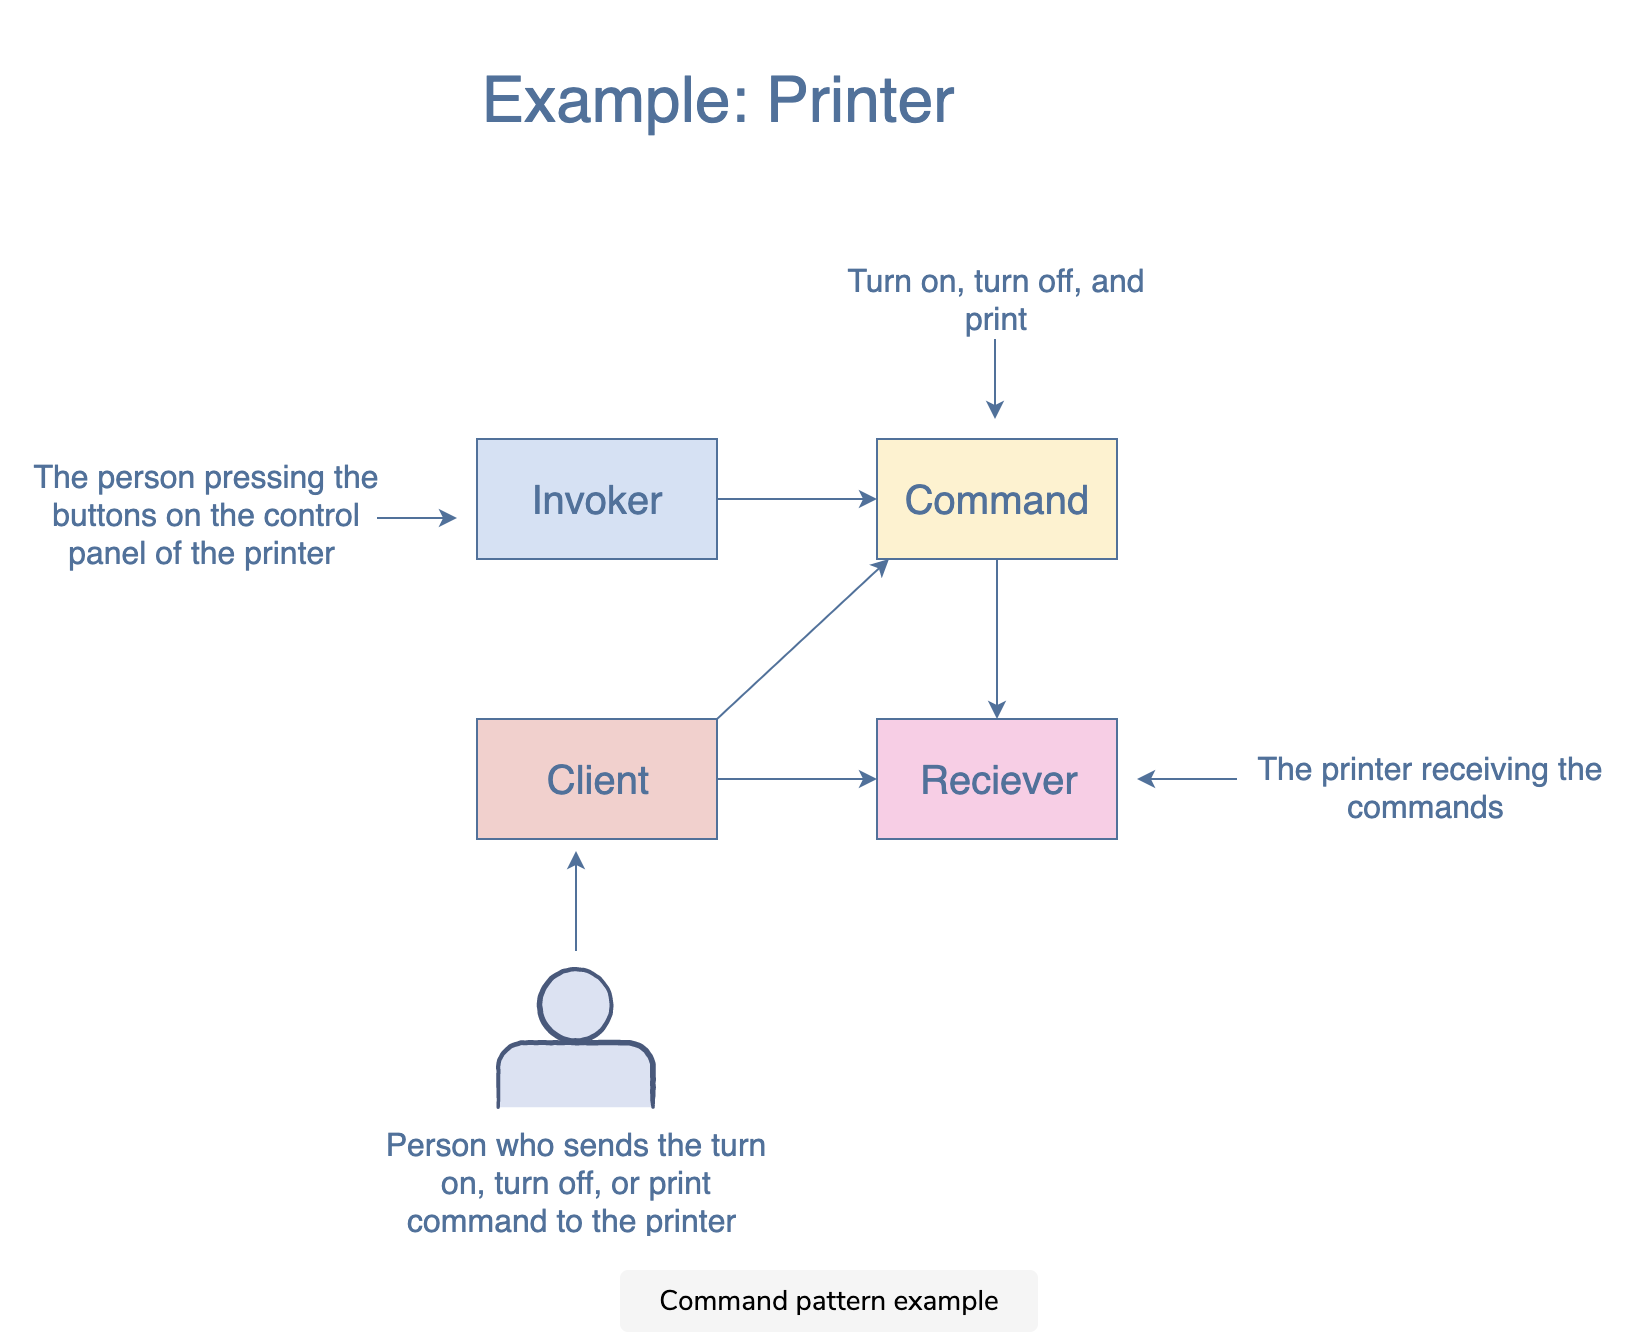 Example: Printer
Turn on, turn off, and
print
The person pressing the
buttons on the control
panel of the printer
Invoker
Command
Client
Reciever
The printer receiving the
commands
Person who sends the turn
on, turn off, or print
command to the printer
Command pattern example